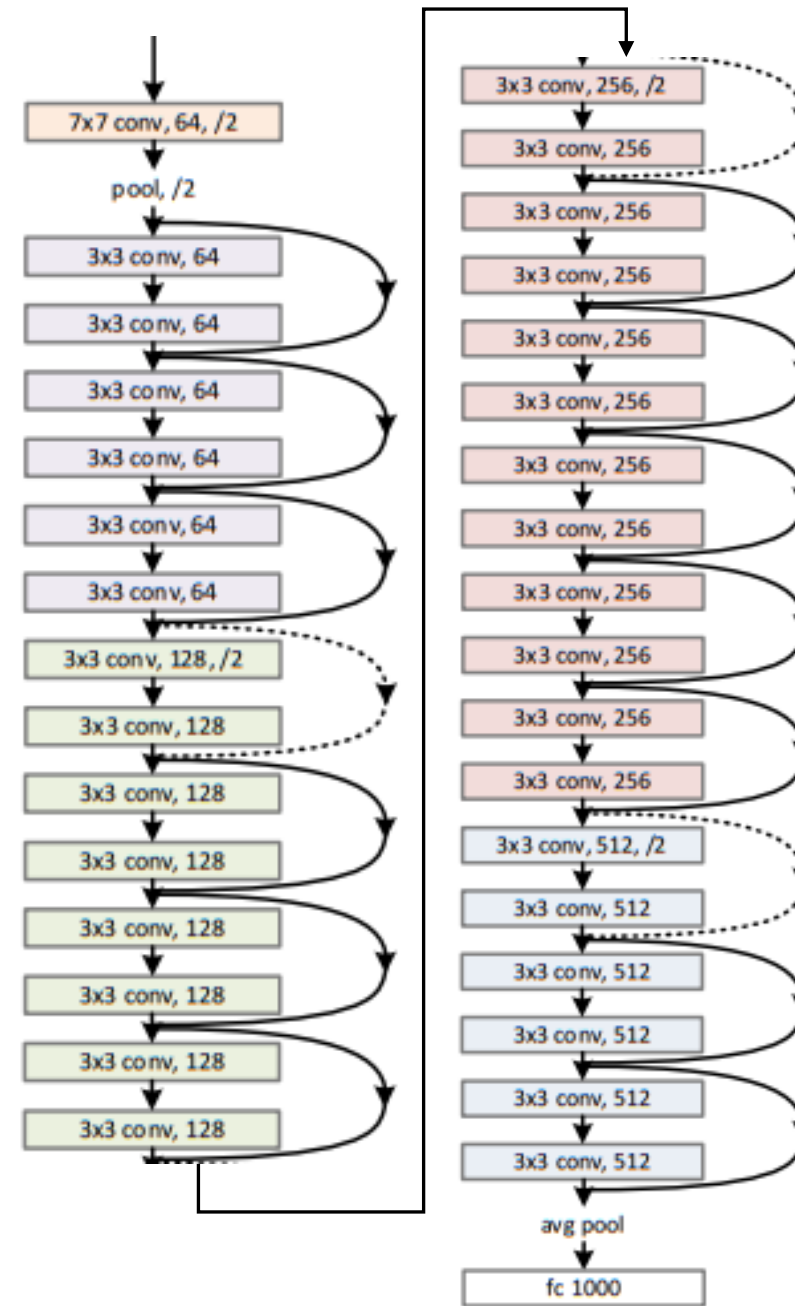 7x7 conv, 64, /2
pool, /2
3x3 conv, 64
3x3 conv, 64
3x3 conv, 64
3x3 conv, 64
3x3 conv, 64
3x3 conv, 64
3x3 conv, 128, /2
3x3 conv, 128
3x3 conv, 128
3x3 conv, 128
3x3 conv, 128
3x3 conv, 128
3x3 conv, 128
3x3 conv, 128
3x3 conv, 256, /2
3x3 conv, 256
3x3 conv, 256
3x3 conv, 256
3x3 conv, 256
3x3 conv, 256
3x3 conv, 256
3x3 conv, 256
3x3 conv, 256
3x3 conv, 256
3x3 conv, 256
3x3 conv, 256
3x3 conv, 512, /2
3x3 conv, 512
3x3 conv, 512
3x3 conv, 512
3x3 conv, 512
3x3 conv, 512
avg pool
fc 1000